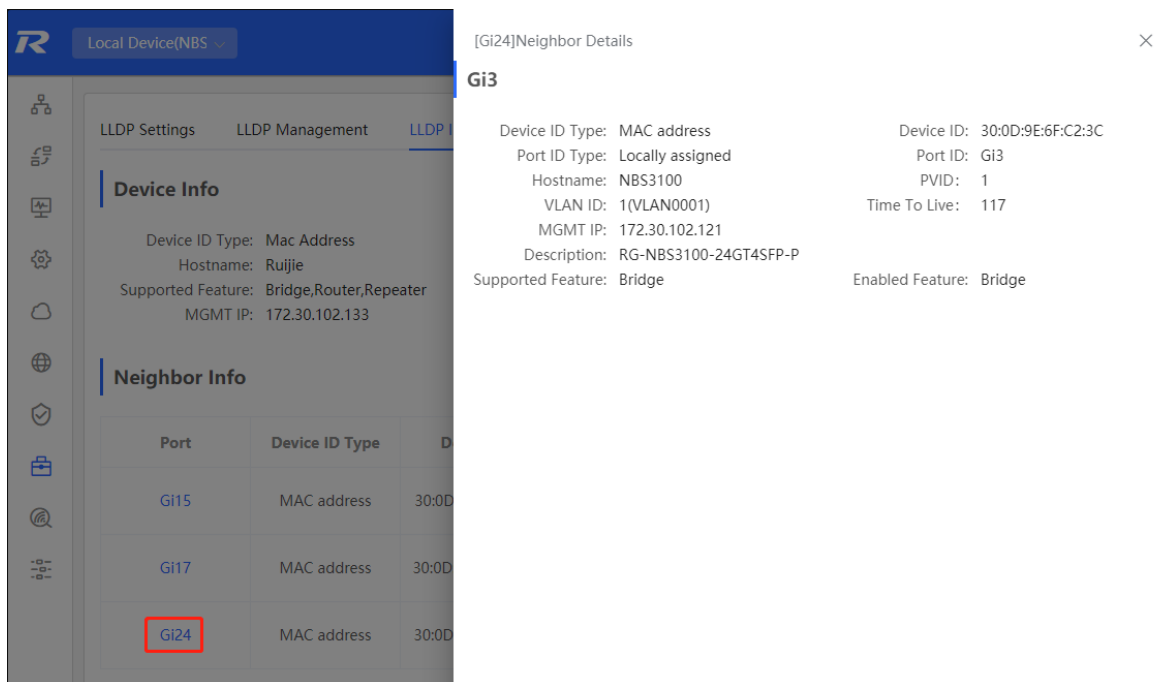 Local Device(NBS
LLDP Settings LLDP Management LLDP I
Device Info
Device ID Type: Mac Address
Hostname: Ruijie
Supported Feature: Bridge,Router,Repeater
MGMT IP: 172.30.102.133
Neighbor Info
Port Device ID Type D
Gi15 MAC address 30:0D
Gi17 MAC address 30:0D
Gi24 MAC address 30:0D
[Gi24]Neighbor Details
Gi3
Device ID Type: MAC address Device ID: 30:0D:9E:6F:C2:3C
Port ID Type: Locally assigned Port ID: Gi3
Hostname: NBS3100 PVID: 1
VLAN ID: 1(VLAN0001) Time To Live: 117
MGMT IP: 172.30.102.121
Description: RG-NBS3100-24GT4SFP-P
Supported Feature: Bridge Enabled Feature: Bridge